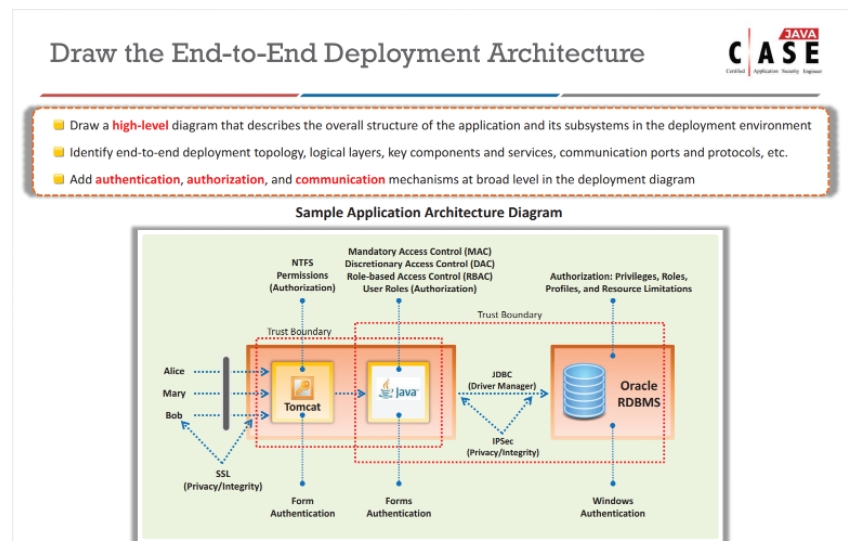 Draw the End-to-End Deployment Architecture
JAVA
CASE
Certified Application Security Engineer
Draw a high-level diagram that describes the overall structure of the application and its subsystems in the deployment environment
Identify end-to-end deployment topology, logical layers, key components and services, communication ports and protocols, etc.
Add authentication, authorization, and communication mechanisms at broad level in the deployment diagram
Sample Application Architecture Diagram
NTFS
Permissions
(Authorization)
Mandatory Access Control (MAC)
Discretionary Access Control (DAC)
Role-based Access Control (RBAC)
User Roles (Authorization)
Authorization: Privileges, Roles,
Profiles, and Resource Limitations
Trust Boundary
Trust Boundary
Alice
Mary
Bob
Tomcat
Java
JDBC
(Driver Manager)
Oracle
RDBMS
IPSec
(Privacy/Integrity)
SSL
(Privacy/Integrity)
Form
Authentication
Forms
Authentication
Windows
Authentication